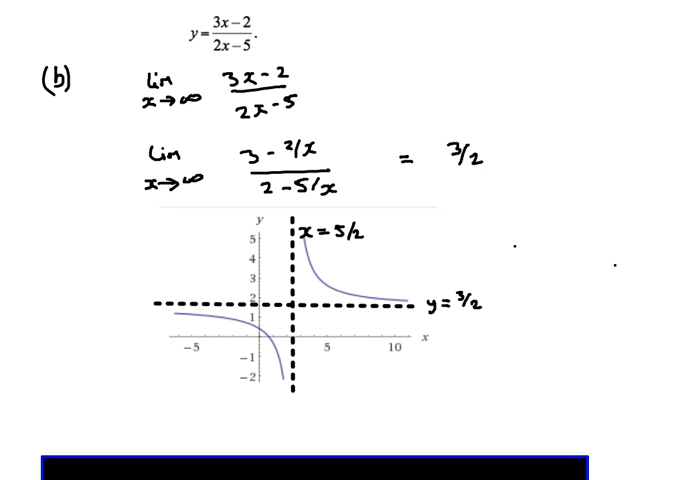 y = 3x − 2 / 2x − 5 .
(b) lim x→∞ 3x - 2 / 2x - 5
lim x→∞ 3 - 2/x / 2 - 5/x = 3/2
y
x = 5/2
5
4
3
2
y = 3/2
1
−5 5 10 x
−1
−2